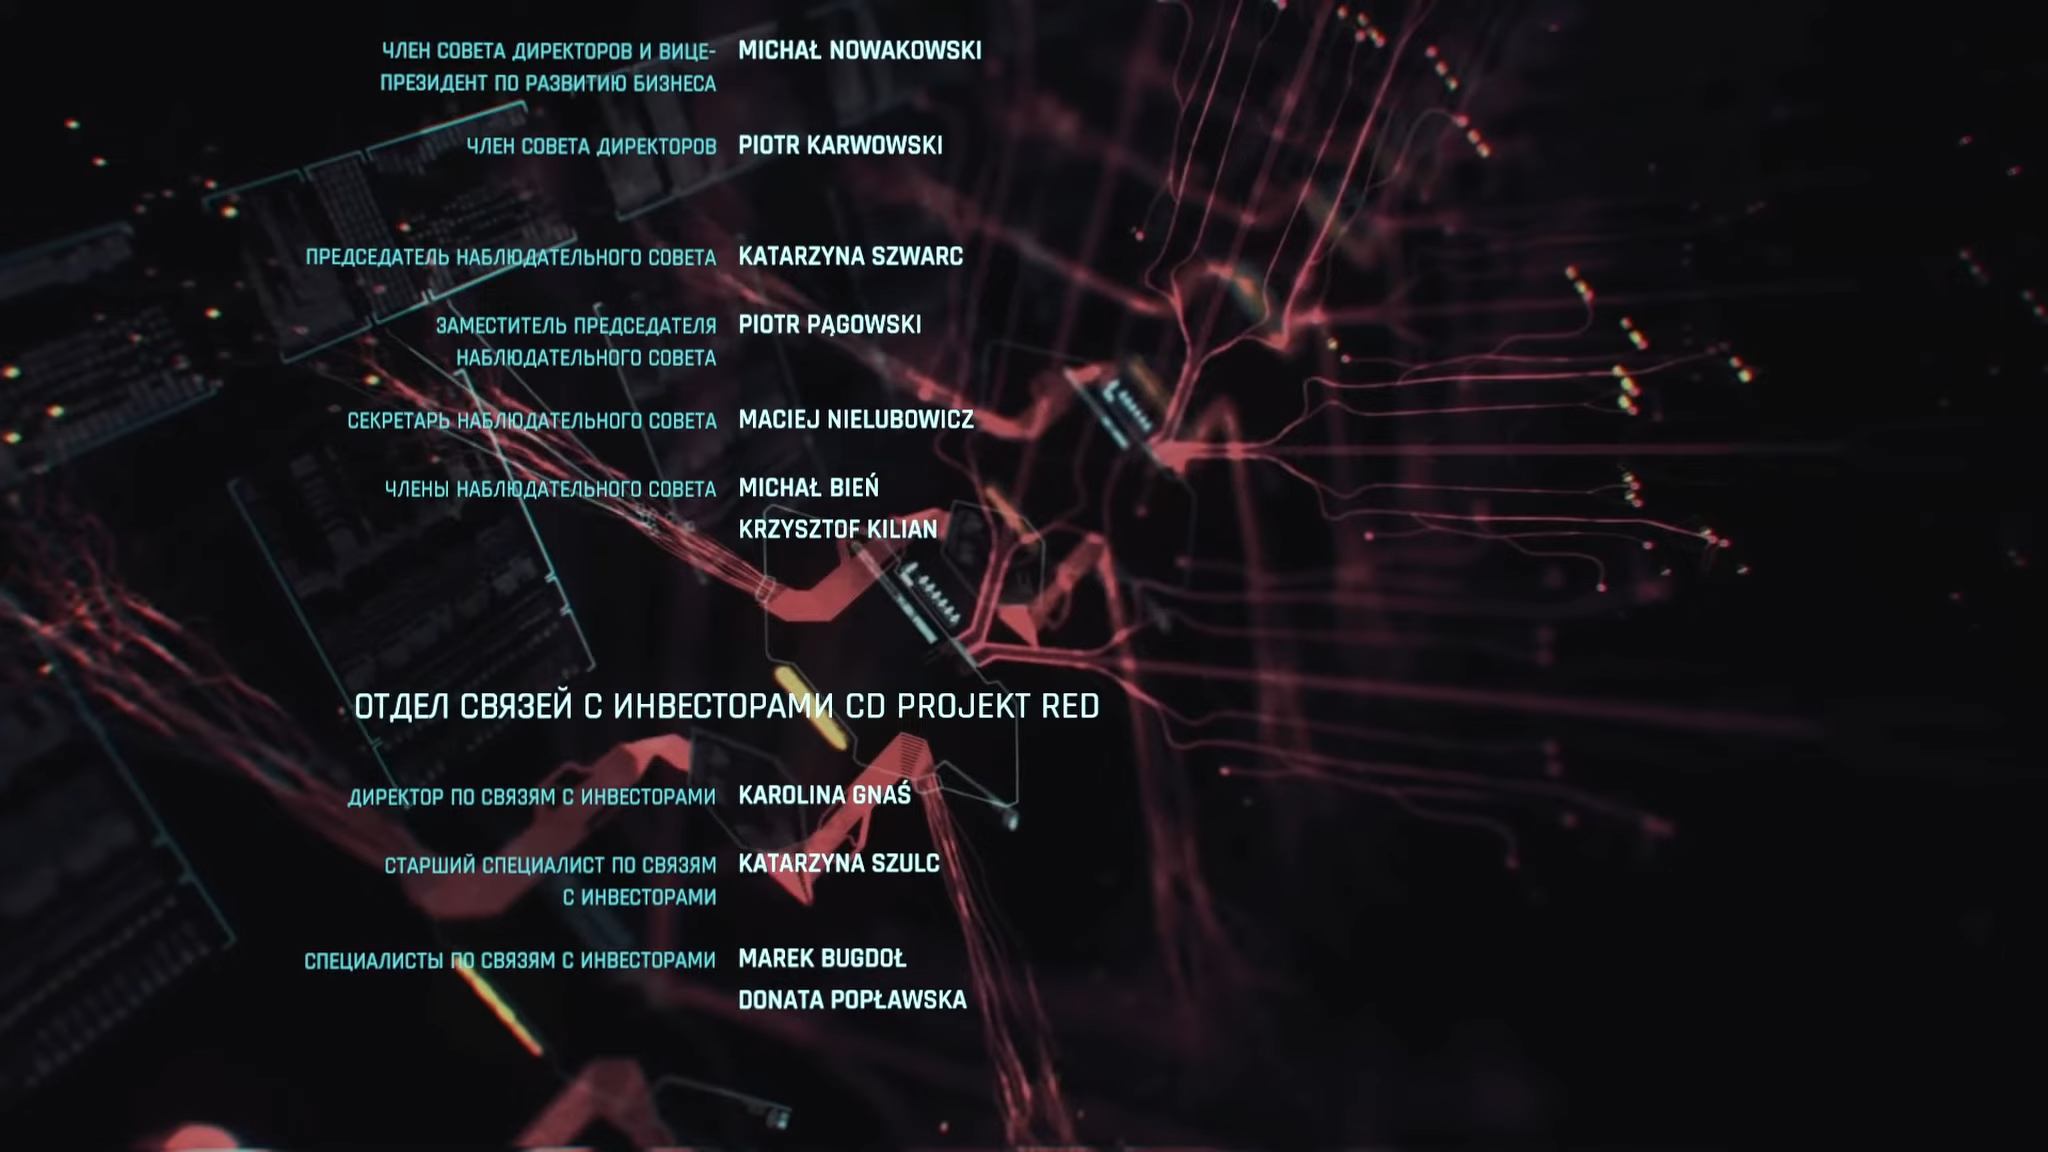 ЧЛЕН СОВЕТА ДИРЕКТОРОВ И ВИЦЕ- MICHAŁ NOWAKOWSKI
ПРЕЗИДЕНТ ПО РАЗВИТИЮ БИЗНЕСА
ЧЛЕН СОВЕТА ДИРЕКТОРОВ PIOTR KARWOWSKI
ПРЕДСЕДАТЕЛЬ НАБЛЮДАТЕЛЬНОГО СОВЕТА KATARZYNA SZWARC
ЗАМЕСТИТЕЛЬ ПРЕДСЕДАТЕЛЯ PIOTR PĄGOWSKI
НАБЛЮДАТЕЛЬНОГО СОВЕТА
СЕКРЕТАРЬ НАБЛЮДАТЕЛЬНОГО СОВЕТА MACIEJ NIELUBOWICZ
ЧЛЕНЫ НАБЛЮДАТЕЛЬНОГО СОВЕТА MICHAŁ BIEŃ
KRZYSZTOF KILIAN
ОТДЕЛ СВЯЗЕЙ С ИНВЕСТОРАМИ CD PROJEKT RED
ДИРЕКТОР ПО СВЯЗЯМ С ИНВЕСТОРАМИ KAROLINA GNAŚ
СТАРШИЙ СПЕЦИАЛИСТ ПО СВЯЗЯМ KATARZYNA SZULC
С ИНВЕСТОРАМИ
СПЕЦИАЛИСТЫ ПО СВЯЗЯМ С ИНВЕСТОРАМИ MAREK BUGDOŁ
DONATA POPŁAWSKA